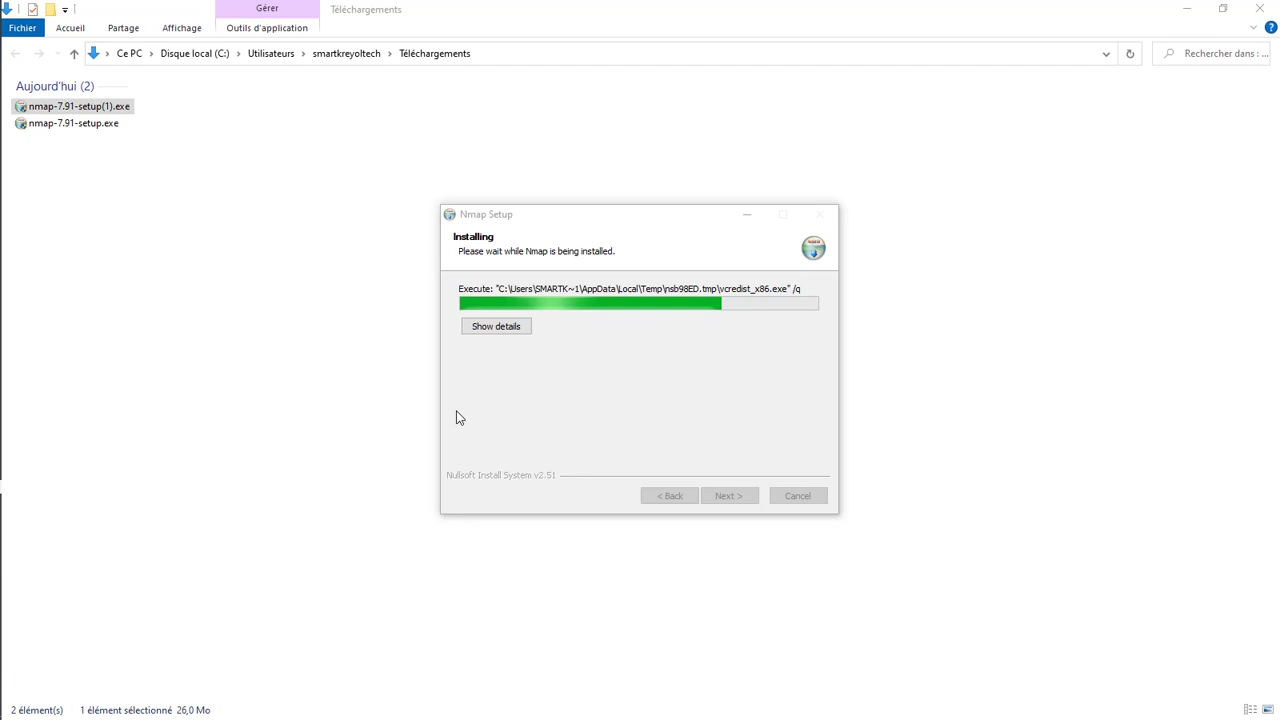 Gérer
Téléchargements
Fichier
Accueil
Partage
Affichage
Outils d'application
Ce PC
Disque local (C:)
Utilisateurs
smartkreyoltech
Téléchargements
Rechercher dans : ...
Aujourd'hui (2)
nmap-7.91-setup(1).exe
nmap-7.91-setup.exe
Nmap Setup
Installing
Please wait while Nmap is being installed.
Execute: "C:\Users\SMARTK~1\AppData\Local\Temp\nsb98ED.tmp\vcredist_x86.exe" /q
Show details
Nullsoft Install System v2.51
< Back
Next >
Cancel
2 élément(s)
1 élément sélectionné 26,0 Mo